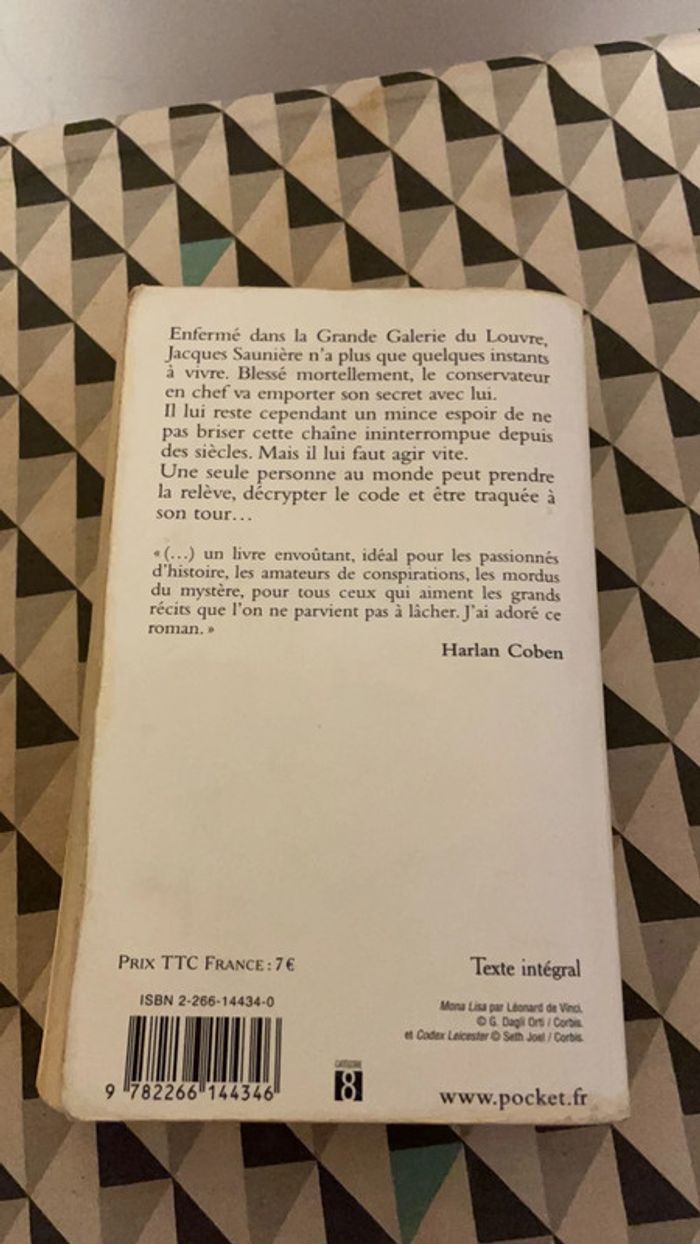 Enfermé dans la Grande Galerie du Louvre,
Jacques Saunière n'a plus que quelques instants
à vivre. Blessé mortellement, le conservateur
en chef va emporter son secret avec lui.
Il lui reste cependant un mince espoir de ne
pas briser cette chaîne ininterrompue depuis
des siècles. Mais il lui faut agir vite.
Une seule personne au monde peut prendre
la relève, décrypter le code et être traquée à
son tour…
« (…) un livre envoûtant, idéal pour les passionnés
d'histoire, les amateurs de conspirations, les mordus
du mystère, pour tous ceux qui aiment les grands
récits que l'on ne parvient pas à lâcher. J'ai adoré ce
roman. »
Harlan Coben
PRIX TTC FRANCE : 7 €
Texte intégral
ISBN 2-266-14434-0
Mona Lisa par Léonard de Vinci.
© G. Dagli Orti / Corbis.
et Codex Leicester © Seth Joel / Corbis.
9 782266 144346
CATÉGORIE
8
www.pocket.fr